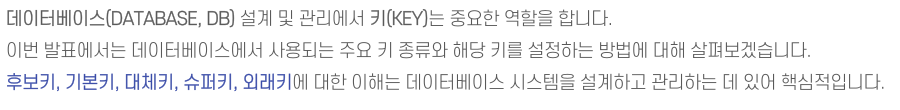 데이터베이스(DATABASE, DB) 설계 및 관리에서 키(KEY)는 중요한 역할을 합니다.
이번 발표에서는 데이터베이스에서 사용되는 주요 키 종류와 해당 키를 설정하는 방법에 대해 살펴보겠습니다.
후보키, 기본키, 대체키, 슈퍼키, 외래키에 대한 이해는 데이터베이스 시스템을 설계하고 관리하는 데 있어 핵심적입니다.